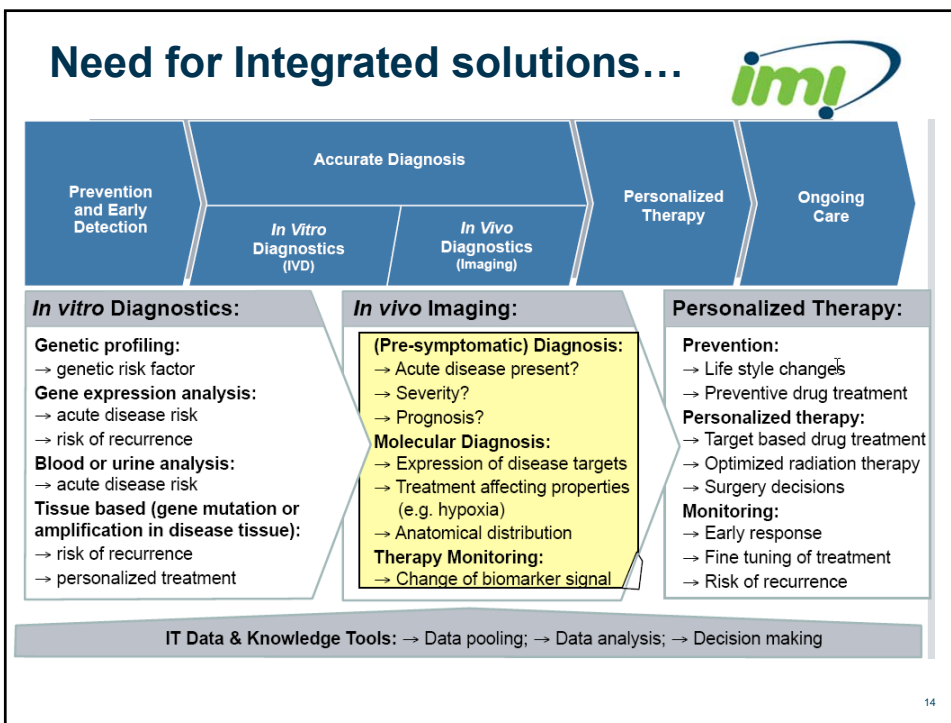 Need for Integrated solutions…
imi
Prevention
and Early
Detection
Accurate Diagnosis
In Vitro
Diagnostics
(IVD)
In Vivo
Diagnostics
(Imaging)
Personalized
Therapy
Ongoing
Care
In vitro Diagnostics:
Genetic profiling:
→ genetic risk factor
Gene expression analysis:
→ acute disease risk
→ risk of recurrence
Blood or urine analysis:
→ acute disease risk
Tissue based (gene mutation or
amplification in disease tissue):
→ risk of recurrence
→ personalized treatment
In vivo Imaging:
(Pre-symptomatic) Diagnosis:
→ Acute disease present?
→ Severity?
→ Prognosis?
Molecular Diagnosis:
→ Expression of disease targets
→ Treatment affecting properties
(e.g. hypoxia)
→ Anatomical distribution
Therapy Monitoring:
→ Change of biomarker signal
Personalized Therapy:
Prevention:
→ Life style changes
→ Preventive drug treatment
Personalized therapy:
→ Target based drug treatment
→ Optimized radiation therapy
→ Surgery decisions
Monitoring:
→ Early response
→ Fine tuning of treatment
→ Risk of recurrence
IT Data & Knowledge Tools: → Data pooling; → Data analysis; → Decision making
14